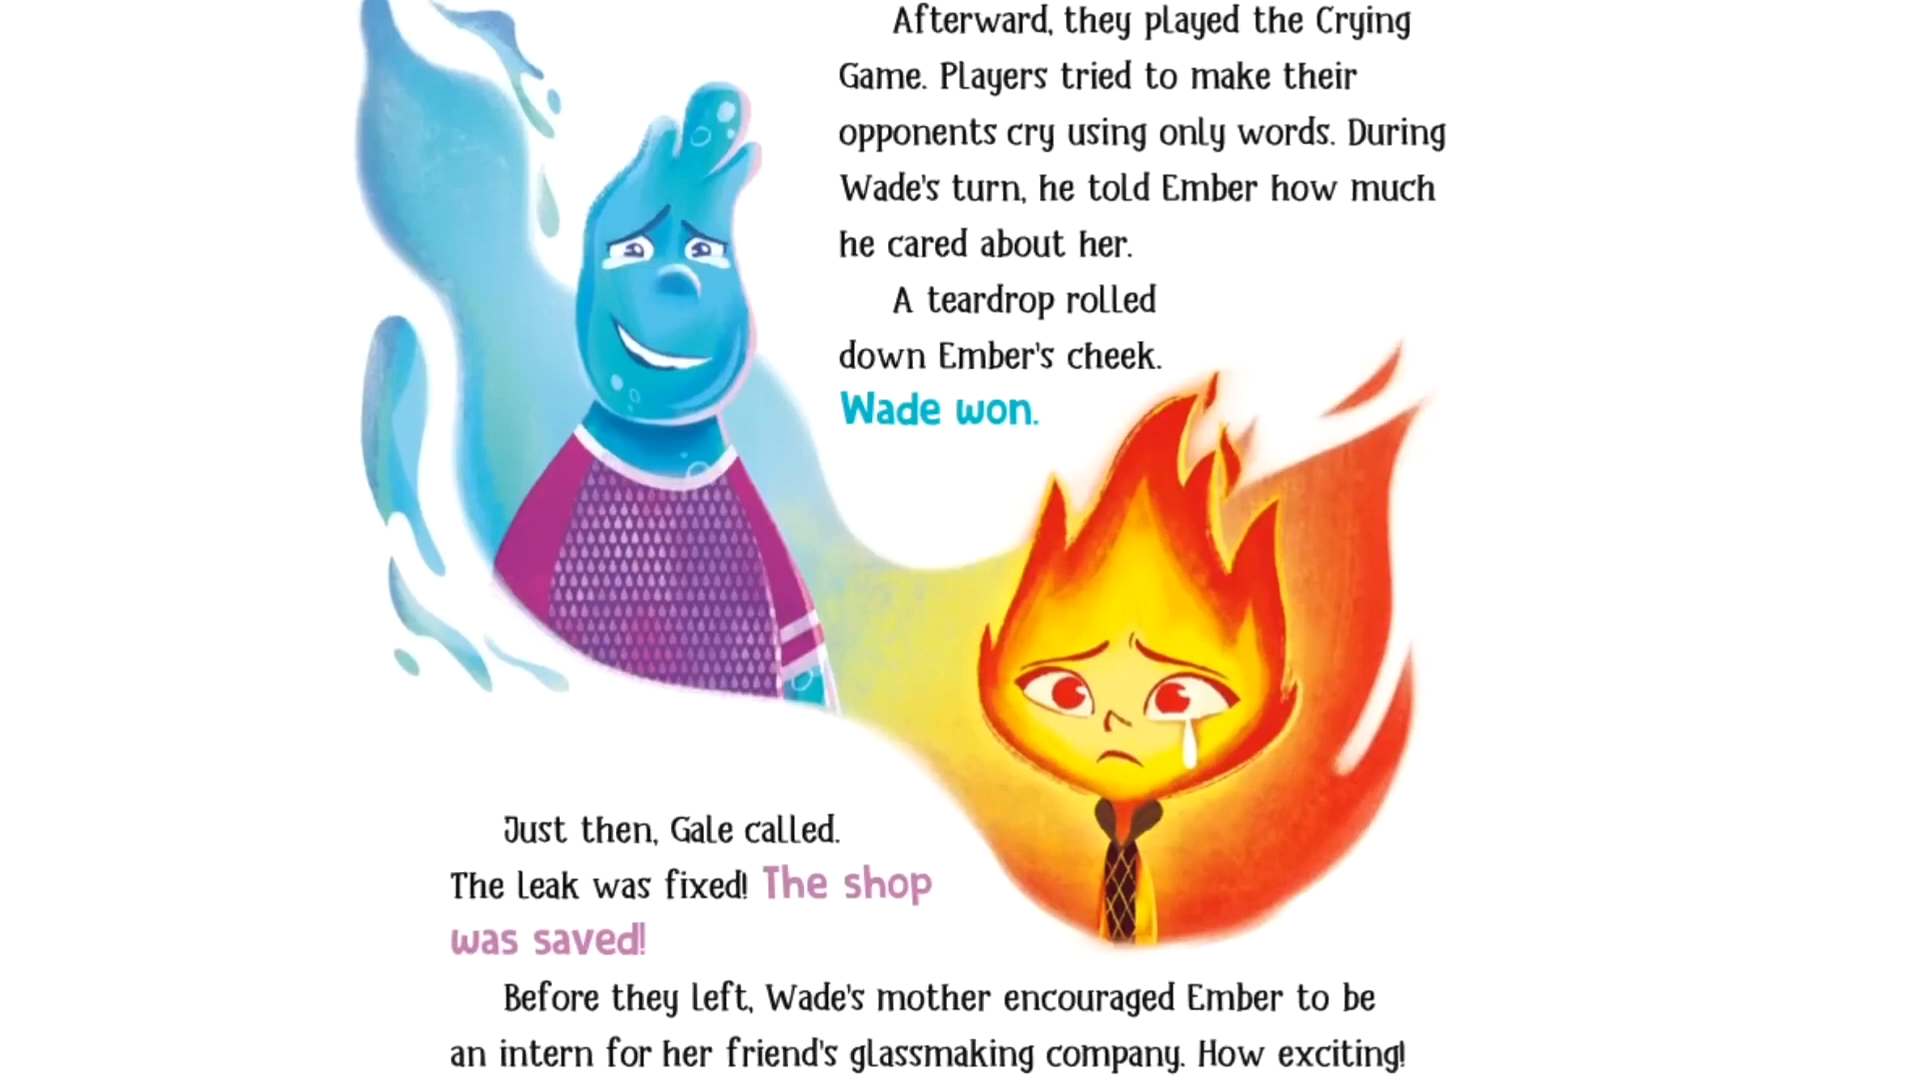 Afterward, they played the Crying
Game. Players tried to make their
opponents cry using only words. During
Wade's turn, he told Ember how much
he cared about her.
A teardrop rolled
down Ember's cheek.
Wade won.
Just then, Gale called.
The leak was fixed! The shop
was saved!
Before they left, Wade's mother encouraged Ember to be
an intern for her friend's glassmaking company. How exciting!